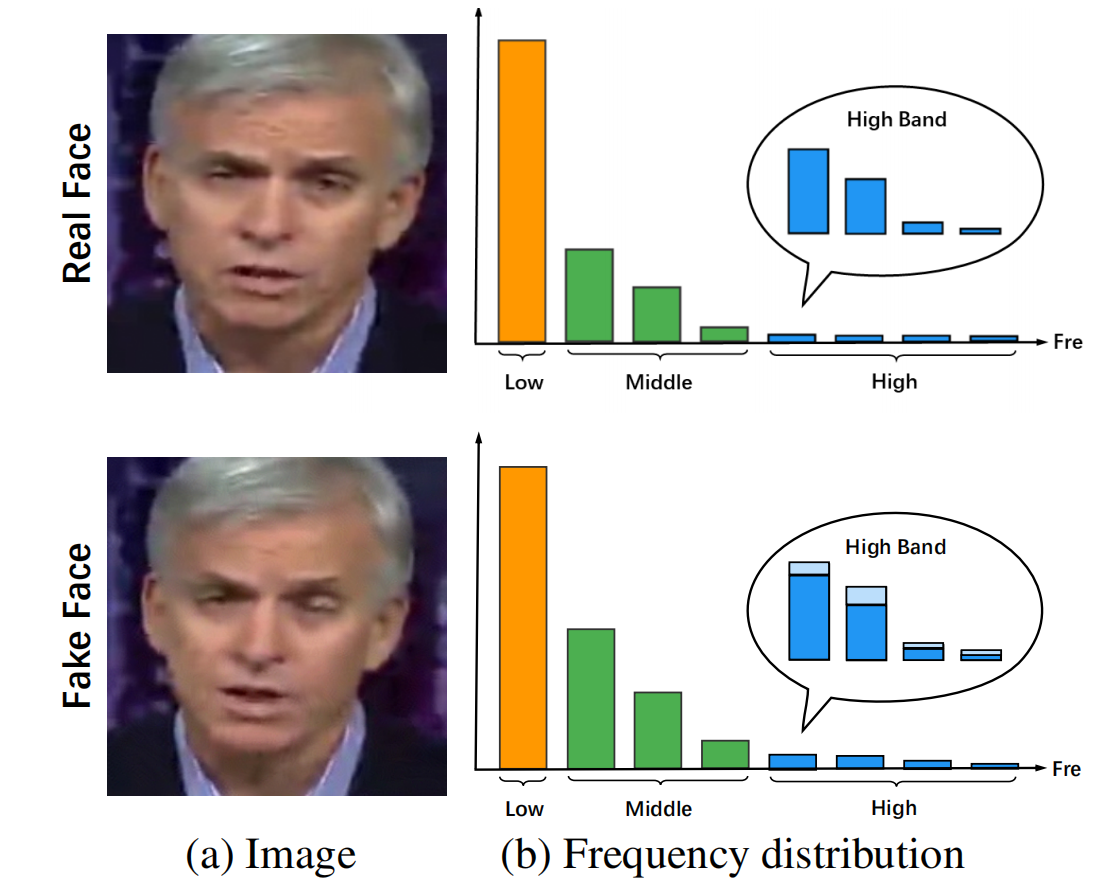 Real Face
High Band
Fre
Low
Middle
High
Fake Face
High Band
Fre
Low
Middle
High
(a) Image
(b) Frequency distribution